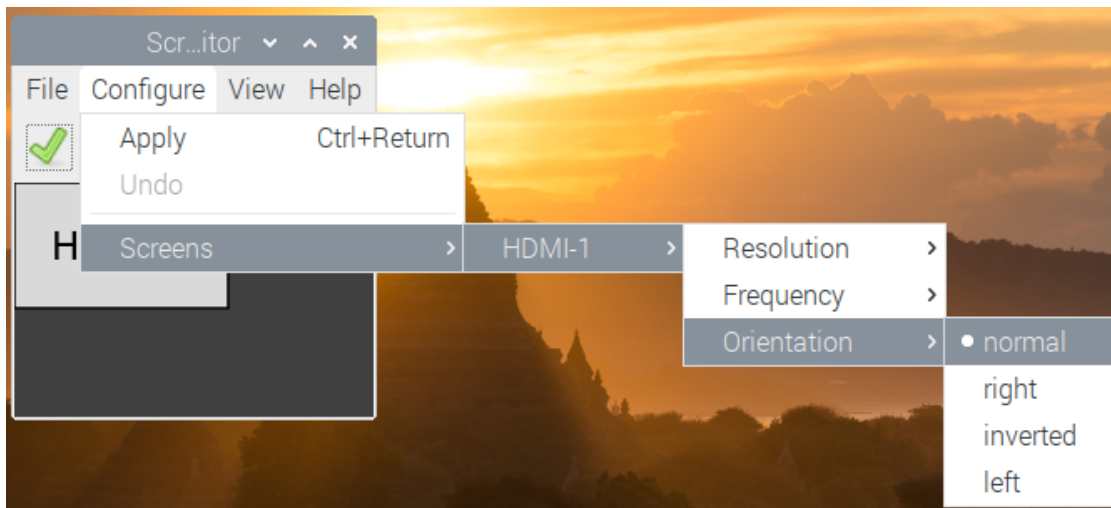 Scr...itor
File Configure View Help
Apply Ctrl+Return
Undo
H
Screens HDMI-1 Resolution
Frequency
Orientation normal
right
inverted
left